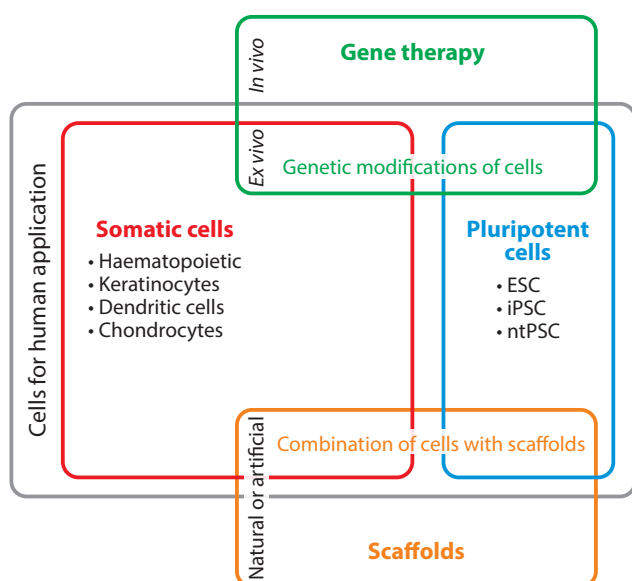 Gene therapy
In vivo
Ex vivo
Genetic modifications of cells
Cells for human application
Somatic cells
• Haematopoietic
• Keratinocytes
• Dendritic cells
• Chondrocytes
Pluripotent
cells
• ESC
• iPSC
• ntPSC
Combination of cells with scaffolds
Natural or artificial
Scaffolds